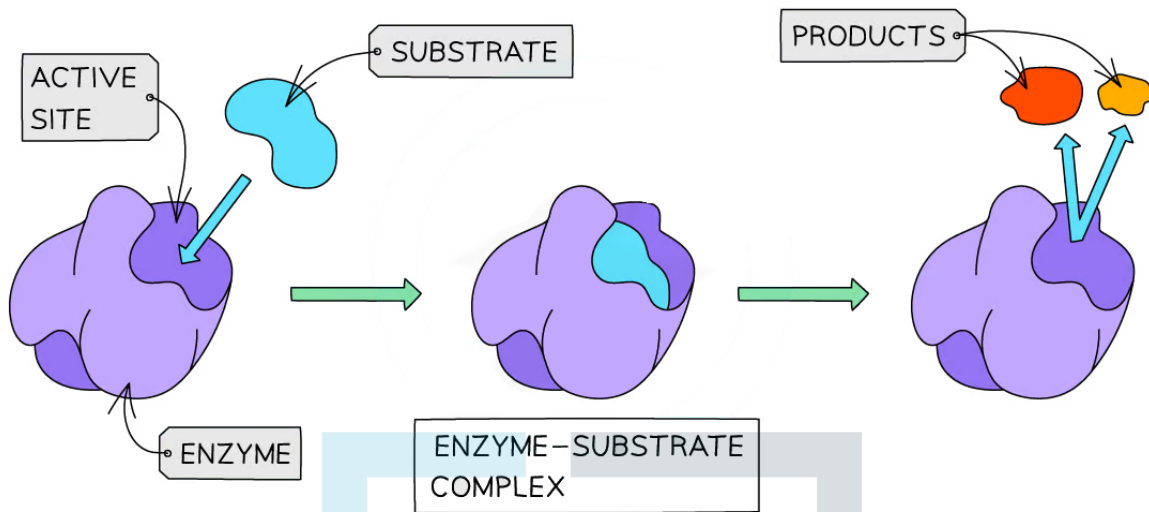 SUBSTRATE
PRODUCTS
ACTIVE
SITE
ENZYME
ENZYME-SUBSTRATE
COMPLEX